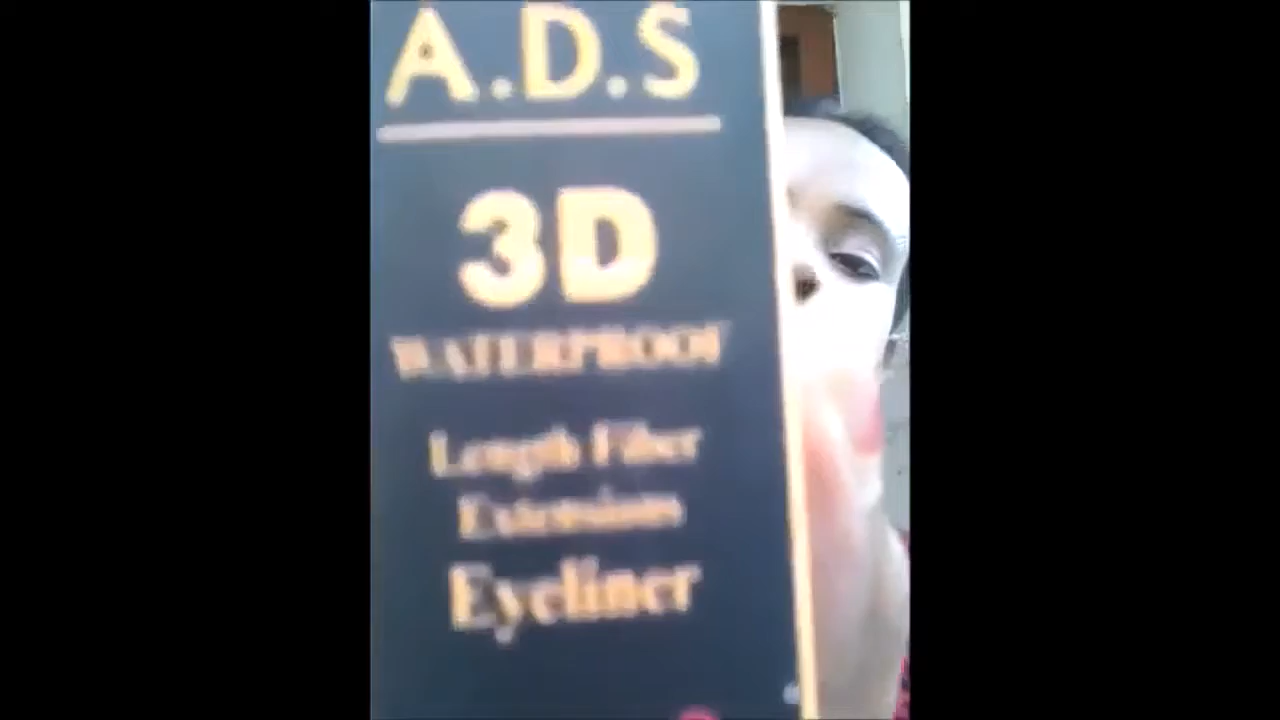 A.D.S
3D
WATERPROOF
Length Fiber
Extensions
Eyeliner